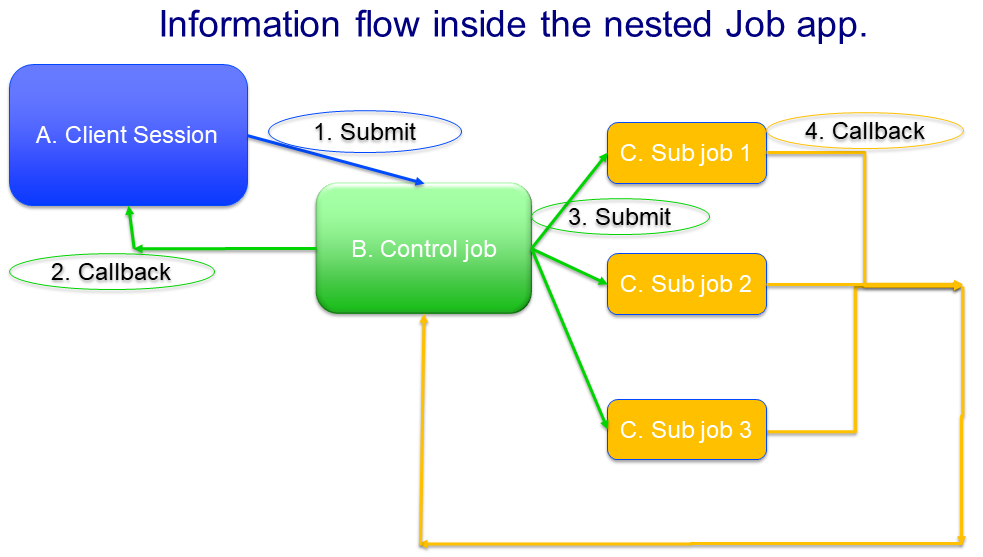 Information flow inside the nested Job app.
A. Client Session
1. Submit
4. Callback
C. Sub job 1
3. Submit
B. Control job
2. Callback
C. Sub job 2
C. Sub job 3